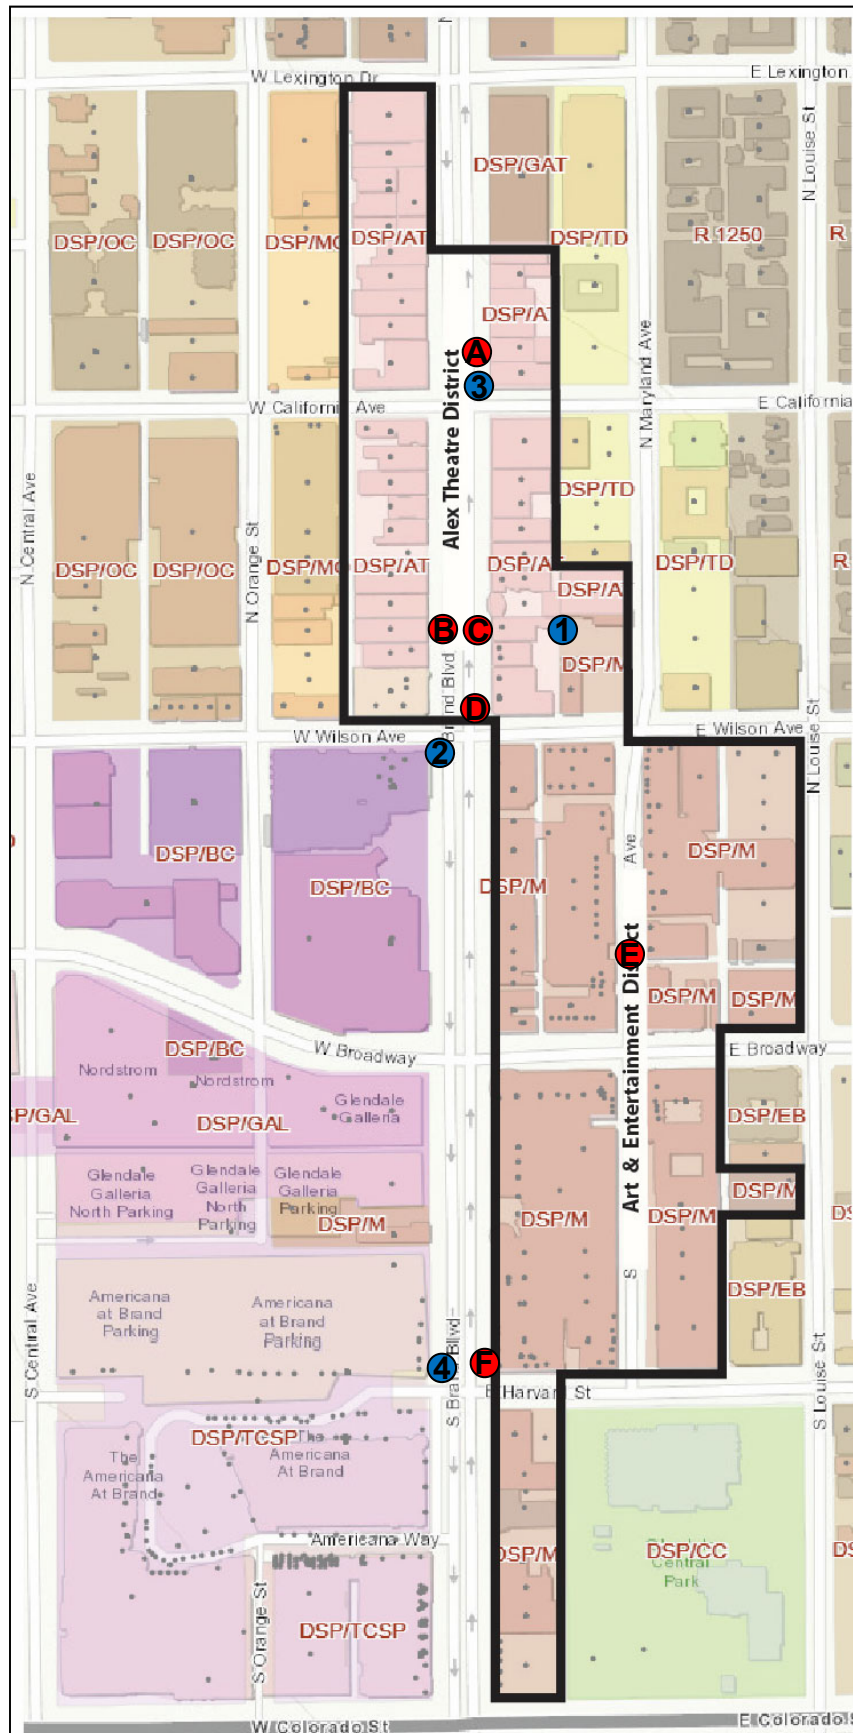 W Lexington Dr
E Lexington
N
N Louise St
DSP/GAT
DSP/OC
DSP/OC
DSP/AT
DSP/TD
R 1250
R
DSP/AT
Alex Theatre District
N Maryland Ave
A
3
W California Ave
E California
N Central Ave
N Orange St
DSP/TD
DSP/OC
DSP/OC
DSP/AT
DSP/TD
R
B
C
1
DSP/M
D
N Louise St
W Wilson Ave
E Wilson Ave
2
DSP/BC
DSP/BC
DSP/M
DSP/M
Ave
E
Art & Entertainment District
DSP/M
DSP/M
DSP/BC
W Broadway
E Broadway
Nordstrom
Nordstrom
Glendale
Galleria
SP/GAL
DSP/GAL
DSP/EB
Glendale
Galleria
North Parking
Glendale
Galleria
North
Parking
Glendale
Galleria
Parking
DSP/M
DSP/M
DSP/M
DSP/M
S
DSP/EB
Americana
at Brand
Parking
Americana
at Brand
Parking
S Central Ave
S Brand Blvd
4
F
E Harvard St
S Louise St
DSP/TCSP
The
Americana
At Brand
The
Americana
At Brand
Americana Way
DSP/M
DSP/CC
Central
Park
S Orange St
DSP/TCSP
W Colorado St
E Colorado S